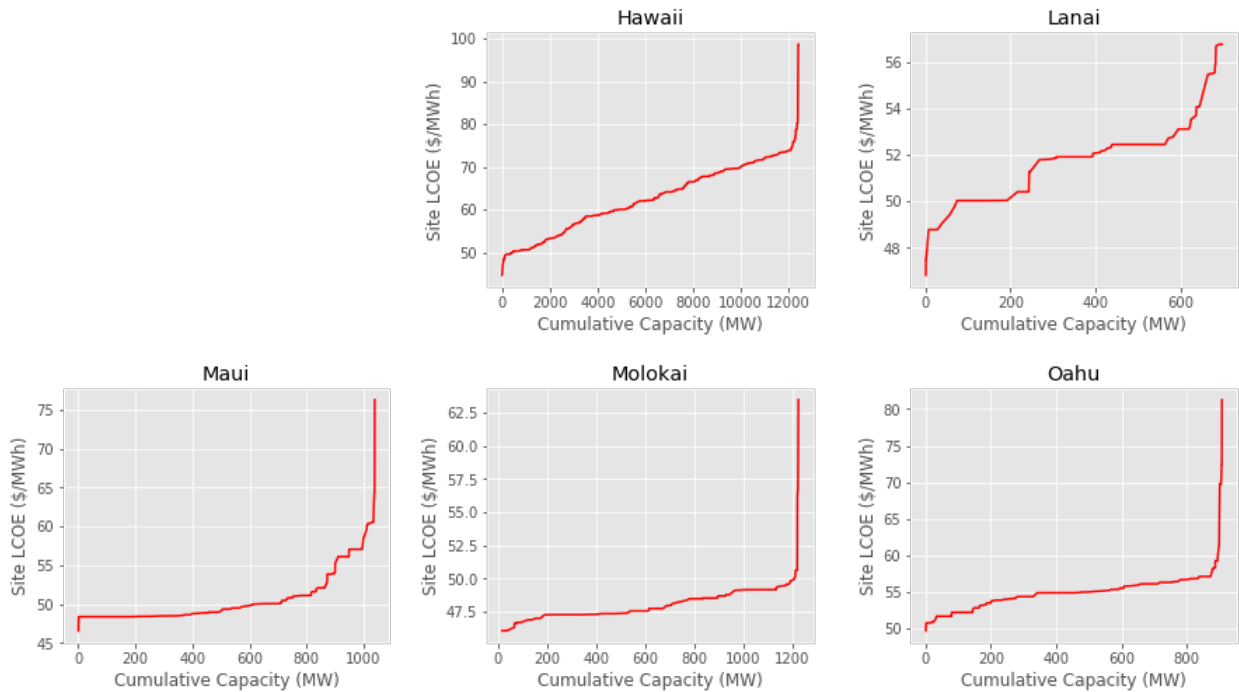 Hawaii
100
90
80
70
60
50
Site LCOE ($/MWh)
0 2000 4000 6000 8000 10000 12000
Cumulative Capacity (MW)
Lanai
56
54
52
50
48
Site LCOE ($/MWh)
0 200 400 600
Cumulative Capacity (MW)
Maui
75
70
65
60
55
50
45
Site LCOE ($/MWh)
0 200 400 600 800 1000
Cumulative Capacity (MW)
Molokai
62.5
60.0
57.5
55.0
52.5
50.0
47.5
Site LCOE ($/MWh)
0 200 400 600 800 1000 1200
Cumulative Capacity (MW)
Oahu
80
75
70
65
60
55
50
Site LCOE ($/MWh)
0 200 400 600 800
Cumulative Capacity (MW)